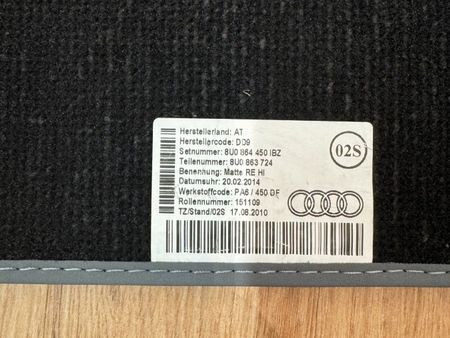 Herstellerland: AT
Herstellercode: D09
Setnummer: 8U0 864 450 IBZ
Teilenummer: 8U0 863 724
Benennung: Matte RE HI
Datumsuhr: 20.02.2014
Werkstoffcode: PA6 / 450 DF
Rollennummer: 151109
TZ/Stand/02S 17.08.2010
02S